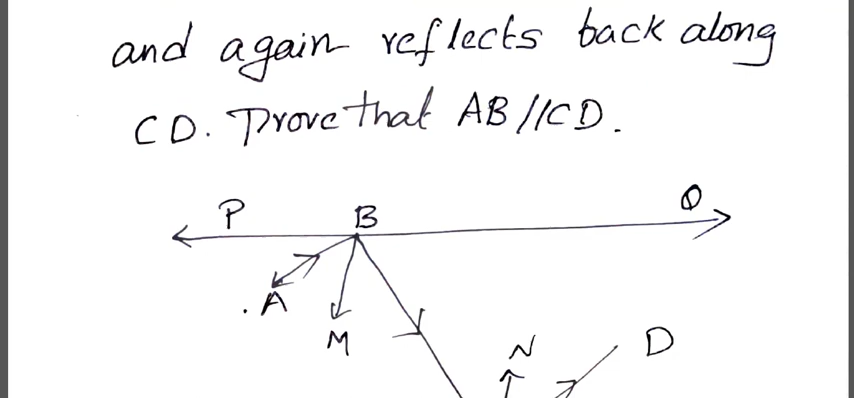 and again reflects back along
CD. Prove that AB//CD.
P B Q
A
M
N D